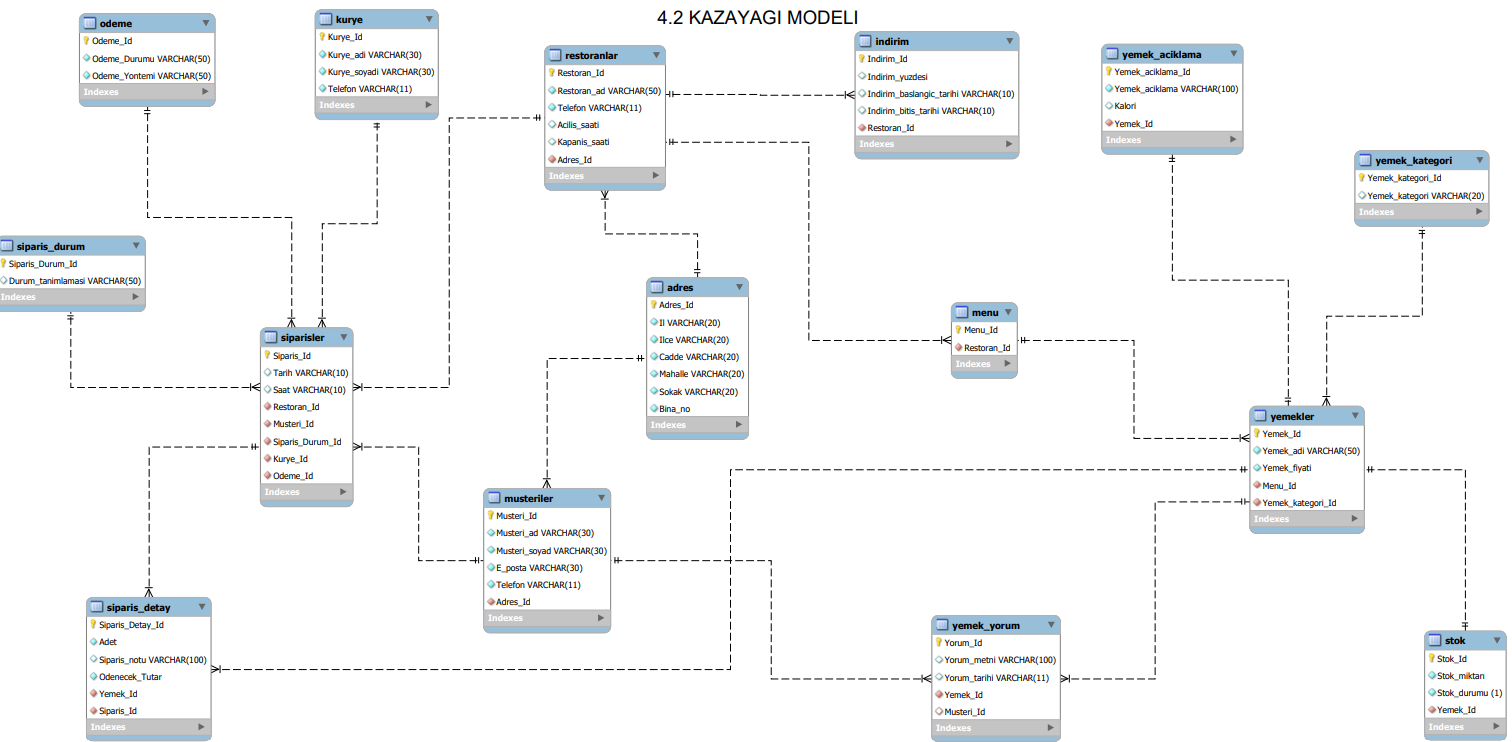 4.2 KAZAYAGI MODELI
odeme
Odeme_Id
Odeme_Durumu VARCHAR(50)
Odeme_Yontemi VARCHAR(50)
Indexes
kurye
Kurye_Id
Kurye_adi VARCHAR(30)
Kurye_soyadi VARCHAR(30)
Telefon VARCHAR(11)
Indexes
restoranlar
Restoran_Id
Restoran_ad VARCHAR(50)
Telefon VARCHAR(11)
Acilis_saati
Kapanis_saati
Adres_Id
Indexes
indirim
Indirim_Id
Indirim_yuzdesi
Indirim_baslangic_tarihi VARCHAR(10)
Indirim_bitis_tarihi VARCHAR(10)
Restoran_Id
Indexes
yemek_aciklama
Yemek_aciklama_Id
Yemek_aciklama VARCHAR(100)
Kalori
Yemek_Id
Indexes
yemek_kategori
Yemek_kategori_Id
Yemek_kategori VARCHAR(20)
Indexes
siparis_durum
Siparis_Durum_Id
Durum_tanimlamasi VARCHAR(50)
Indexes
siparisler
Siparis_Id
Tarih VARCHAR(10)
Saat VARCHAR(10)
Restoran_Id
Musteri_Id
Siparis_Durum_Id
Kurye_Id
Odeme_Id
Indexes
adres
Adres_Id
Il VARCHAR(20)
Ilce VARCHAR(20)
Cadde VARCHAR(20)
Mahalle VARCHAR(20)
Sokak VARCHAR(20)
Bina_no
Indexes
menu
Menu_Id
Restoran_Id
Indexes
yemekler
Yemek_Id
Yemek_adi VARCHAR(50)
Yemek_fiyati
Menu_Id
Yemek_kategori_Id
Indexes
musteriler
Musteri_Id
Musteri_ad VARCHAR(30)
Musteri_soyad VARCHAR(30)
E_posta VARCHAR(30)
Telefon VARCHAR(11)
Adres_Id
Indexes
siparis_detay
Siparis_Detay_Id
Adet
Siparis_notu VARCHAR(100)
Odenecek_Tutar
Yemek_Id
Siparis_Id
Indexes
yemek_yorum
Yorum_Id
Yorum_metni VARCHAR(100)
Yorum_tarihi VARCHAR(11)
Yemek_Id
Musteri_Id
Indexes
stok
Stok_Id
Stok_miktari
Stok_durumu (1)
Yemek_Id
Indexes